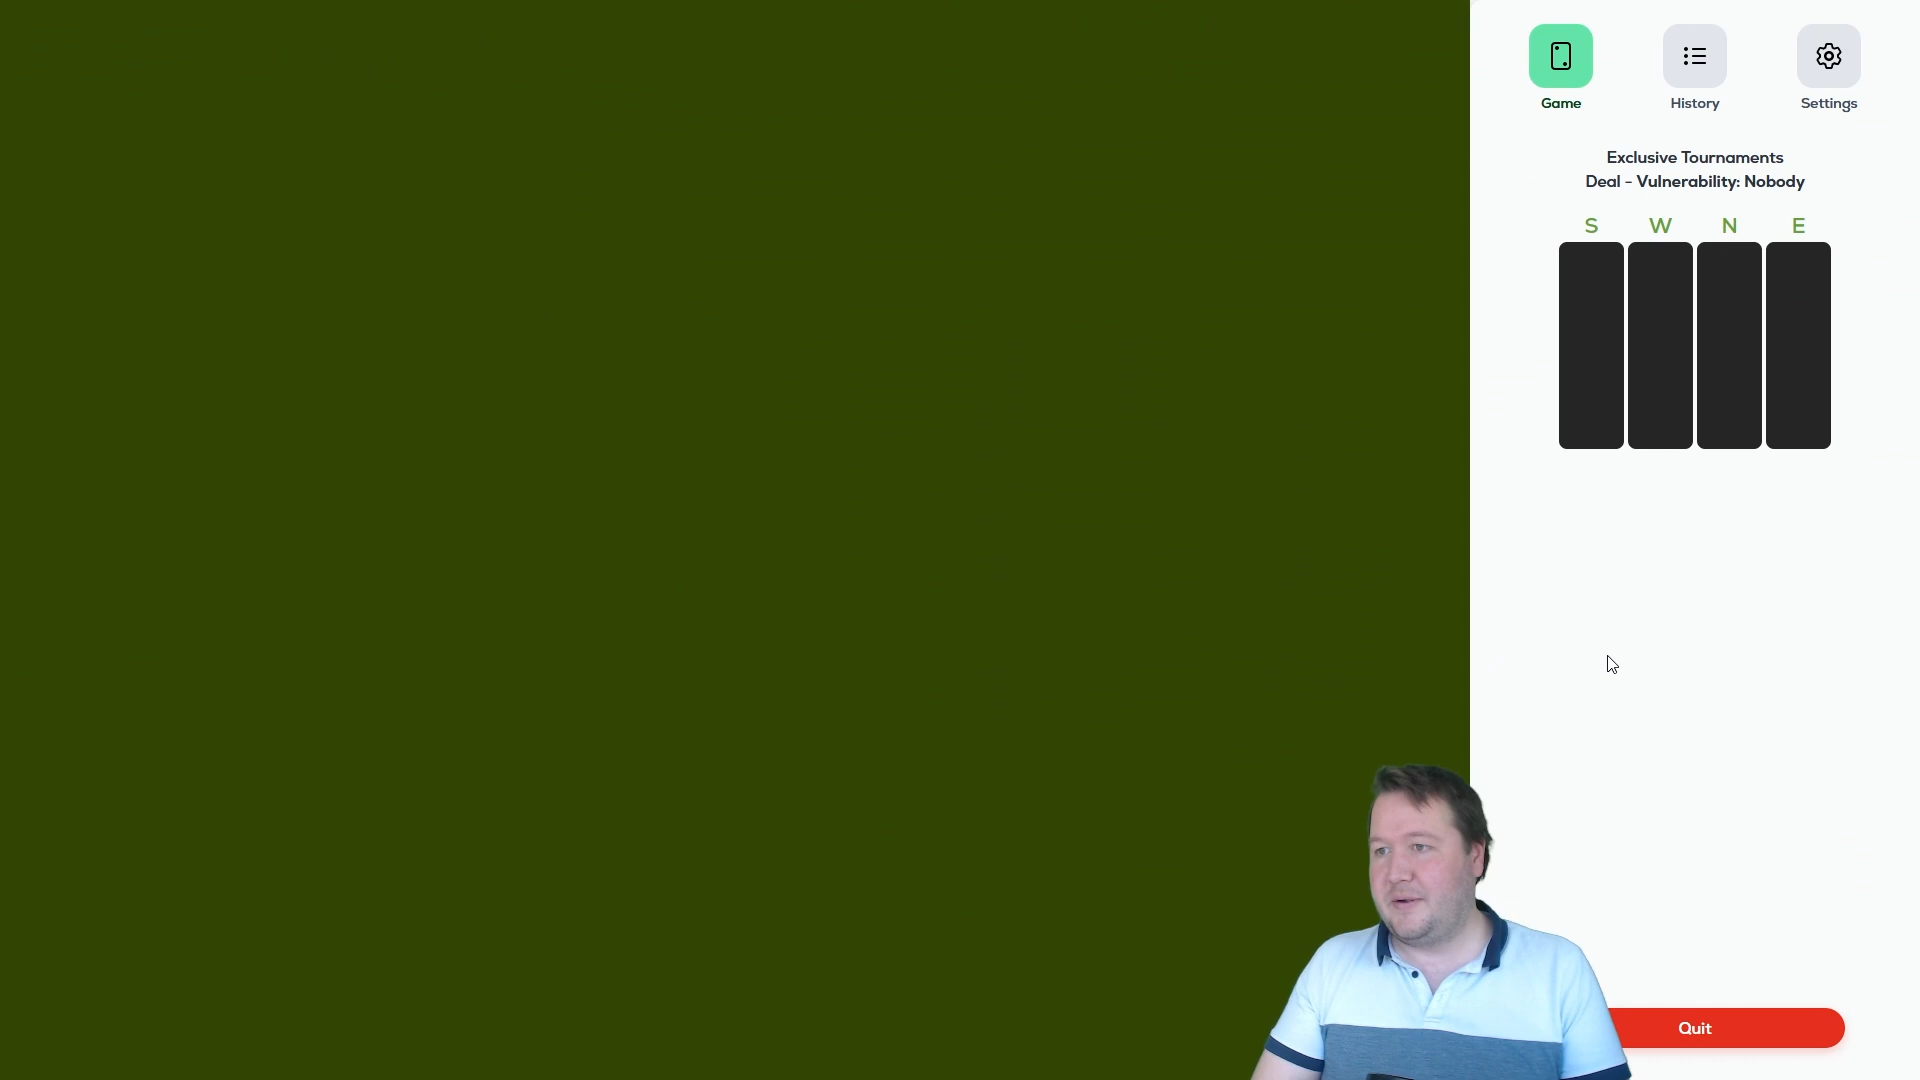 Game
History
Settings
Exclusive Tournaments
Deal - Vulnerability: Nobody
S W N E
Quit